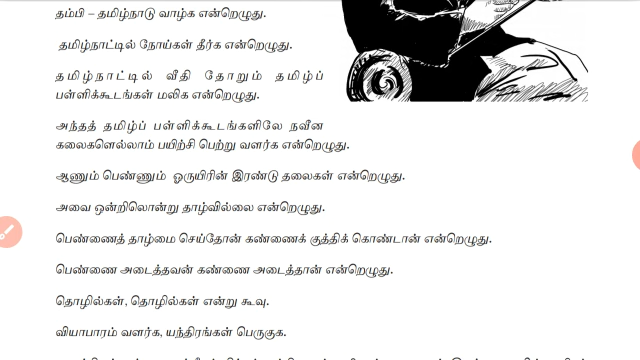 தம்பி – தமிழ்நாடு வாழ்க என்றெழுது.
தமிழ்நாட்டில் நோய்கள் தீர்க என்றெழுது.
தமிழ்நாட்டில் வீதி தோறும் தமிழ்ப்
பள்ளிக்கூடங்கள் மலிக என்றெழுது.
அந்தத் தமிழ்ப் பள்ளிக்கூடங்களிலே நவீன
கலைகளெல்லாம் பயிற்சி பெற்று வளர்க என்றெழுது.
ஆணும் பெண்ணும் ஒருயிரின் இரண்டு தலைகள் என்றெழுது.
அவை ஒன்றிலொன்று தாழ்வில்லை என்றெழுது.
பெண்ணைத் தாழ்மை செய்தோன் கண்ணைக் குத்திக் கொண்டான் என்றெழுது.
பெண்ணை அடைத்தவன் கண்ணை அடைத்தான் என்றெழுது.
தொழில்கள், தொழில்கள் என்று கூவு.
வியாபாரம் வளர்க, யந்திரங்கள் பெருகுக.